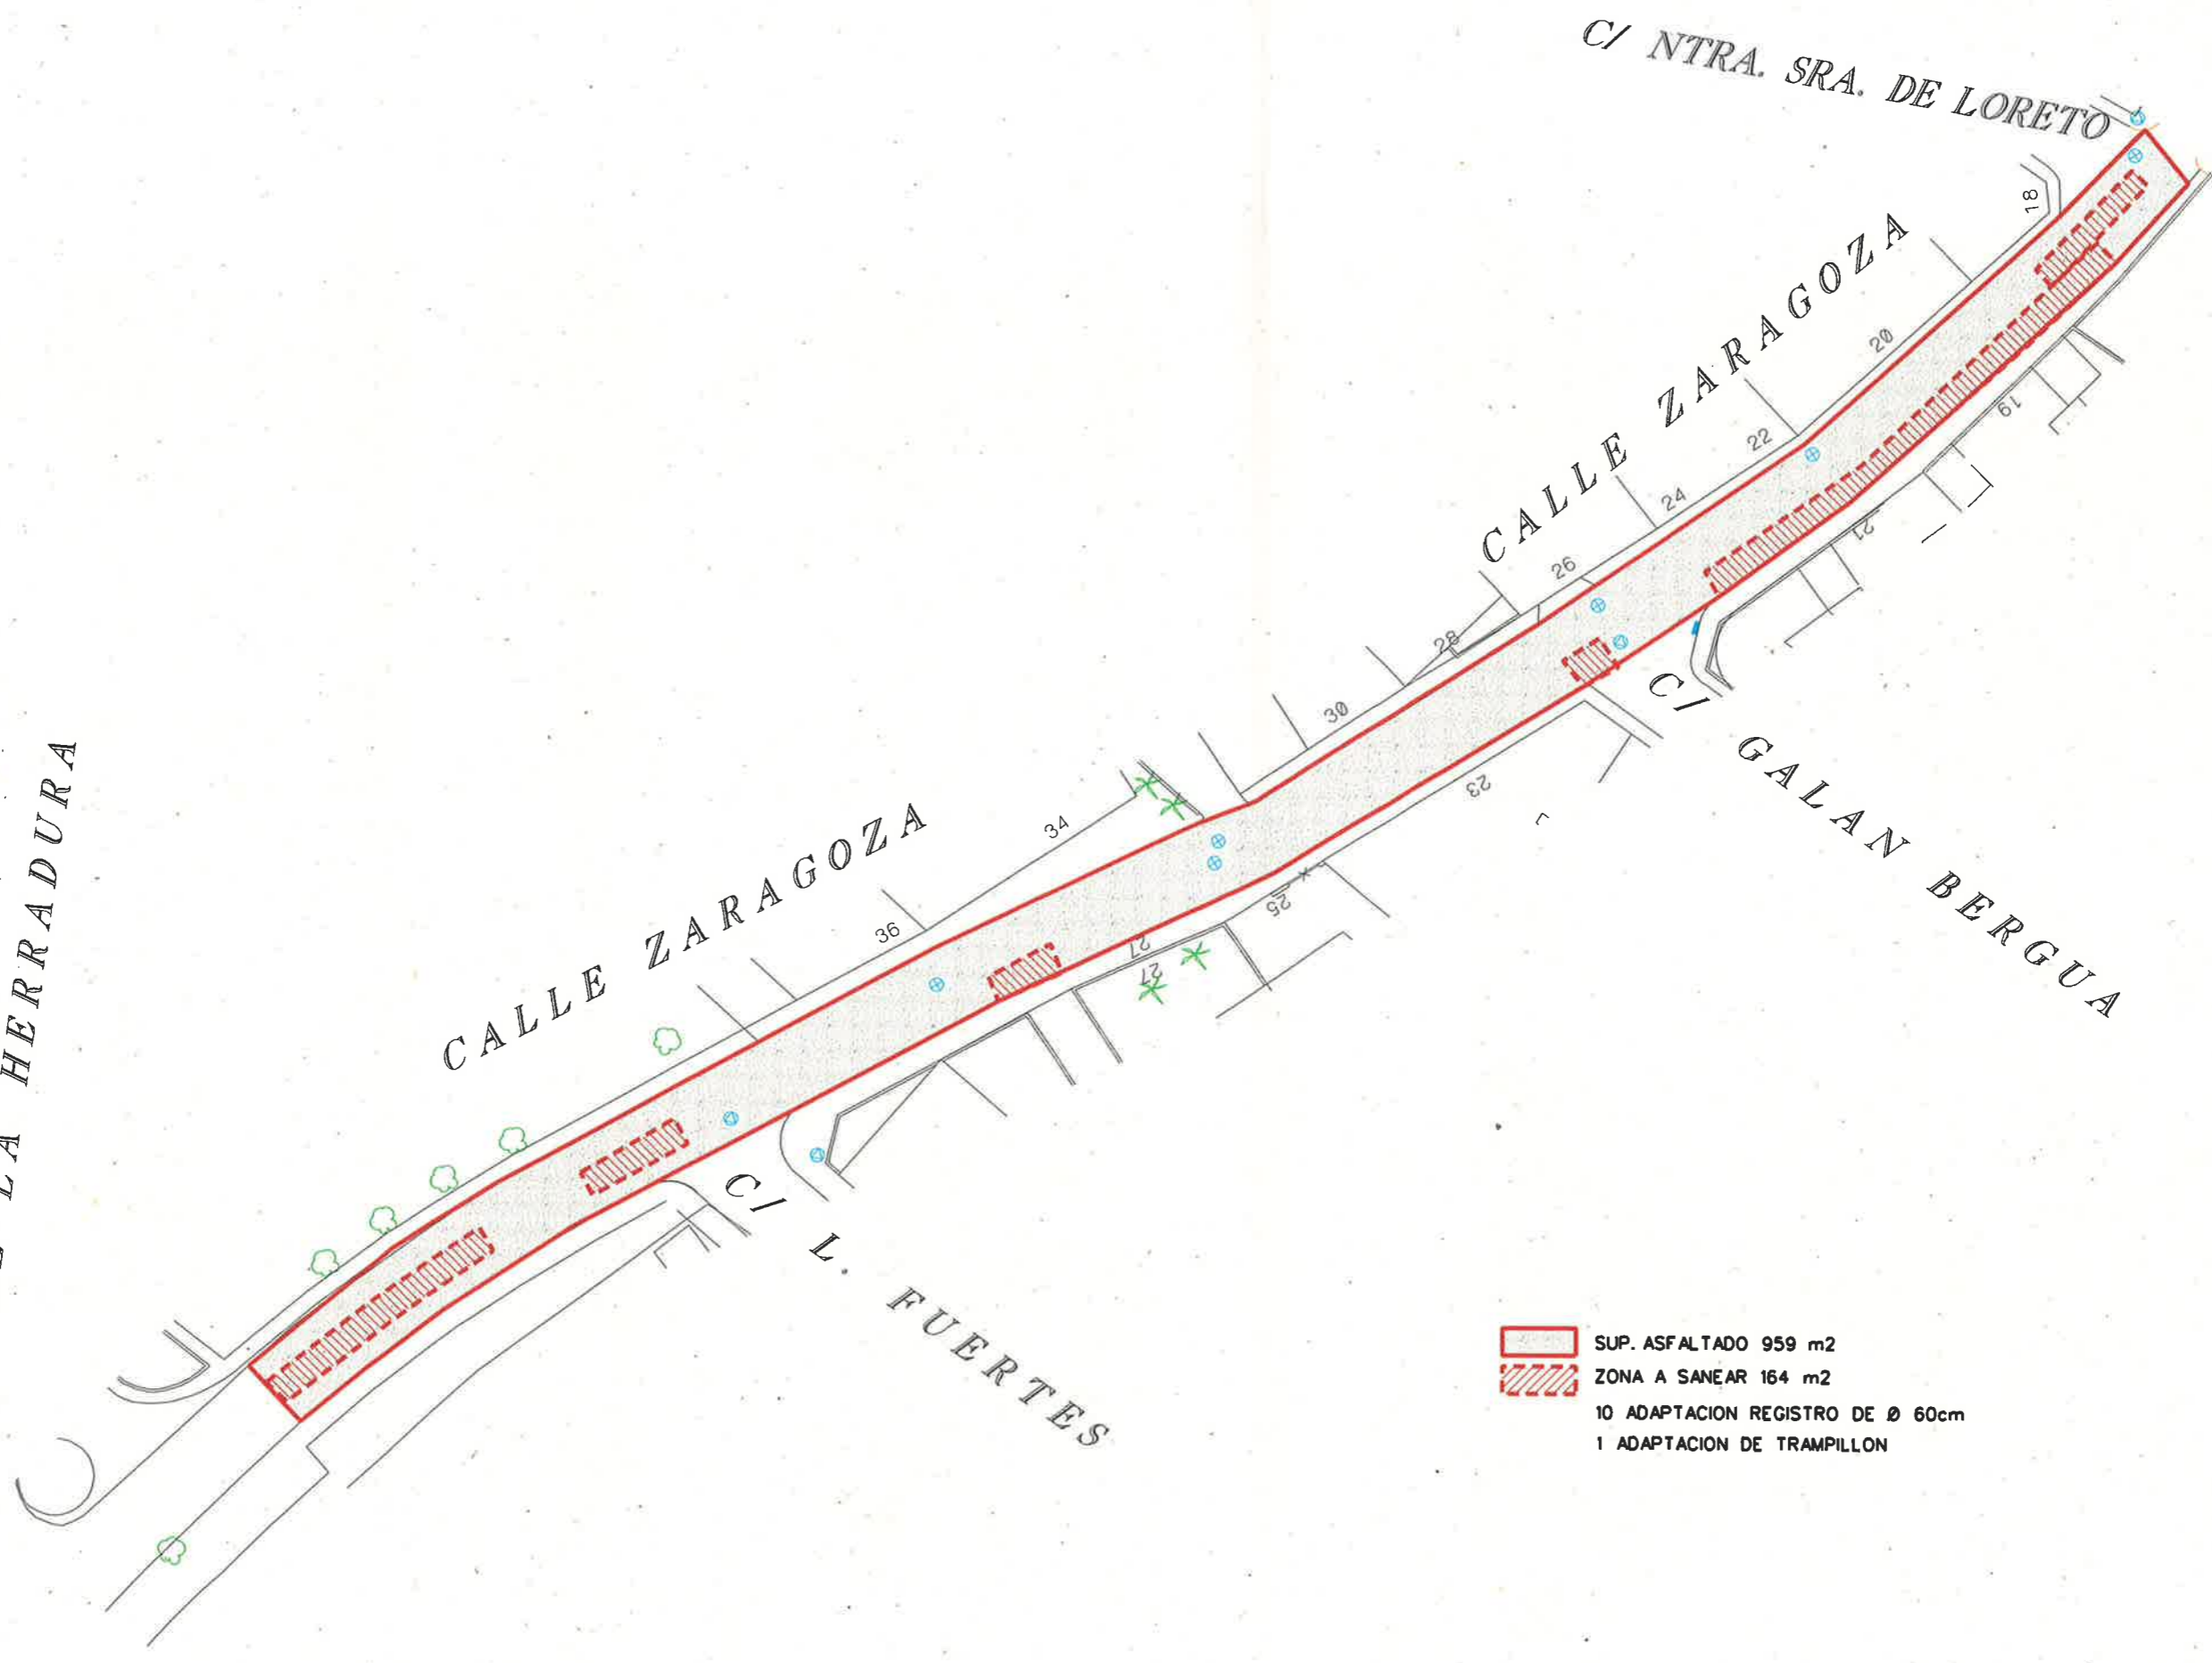 C/ NTRA. SRA. DE LORETO
18
CALLE ZARAGOZA
20
22
19
24
21
26
28
30
C/ GALAN BERGUA
23
34
CALLE ZARAGOZA
36
25
27
27
LA HERRADURA
C/ L. FUERTES
SUP. ASFALTADO 959 m2
ZONA A SANEAR 164 m2
10 ADAPTACION REGISTRO DE Ø 60cm
1 ADAPTACION DE TRAMPILLON